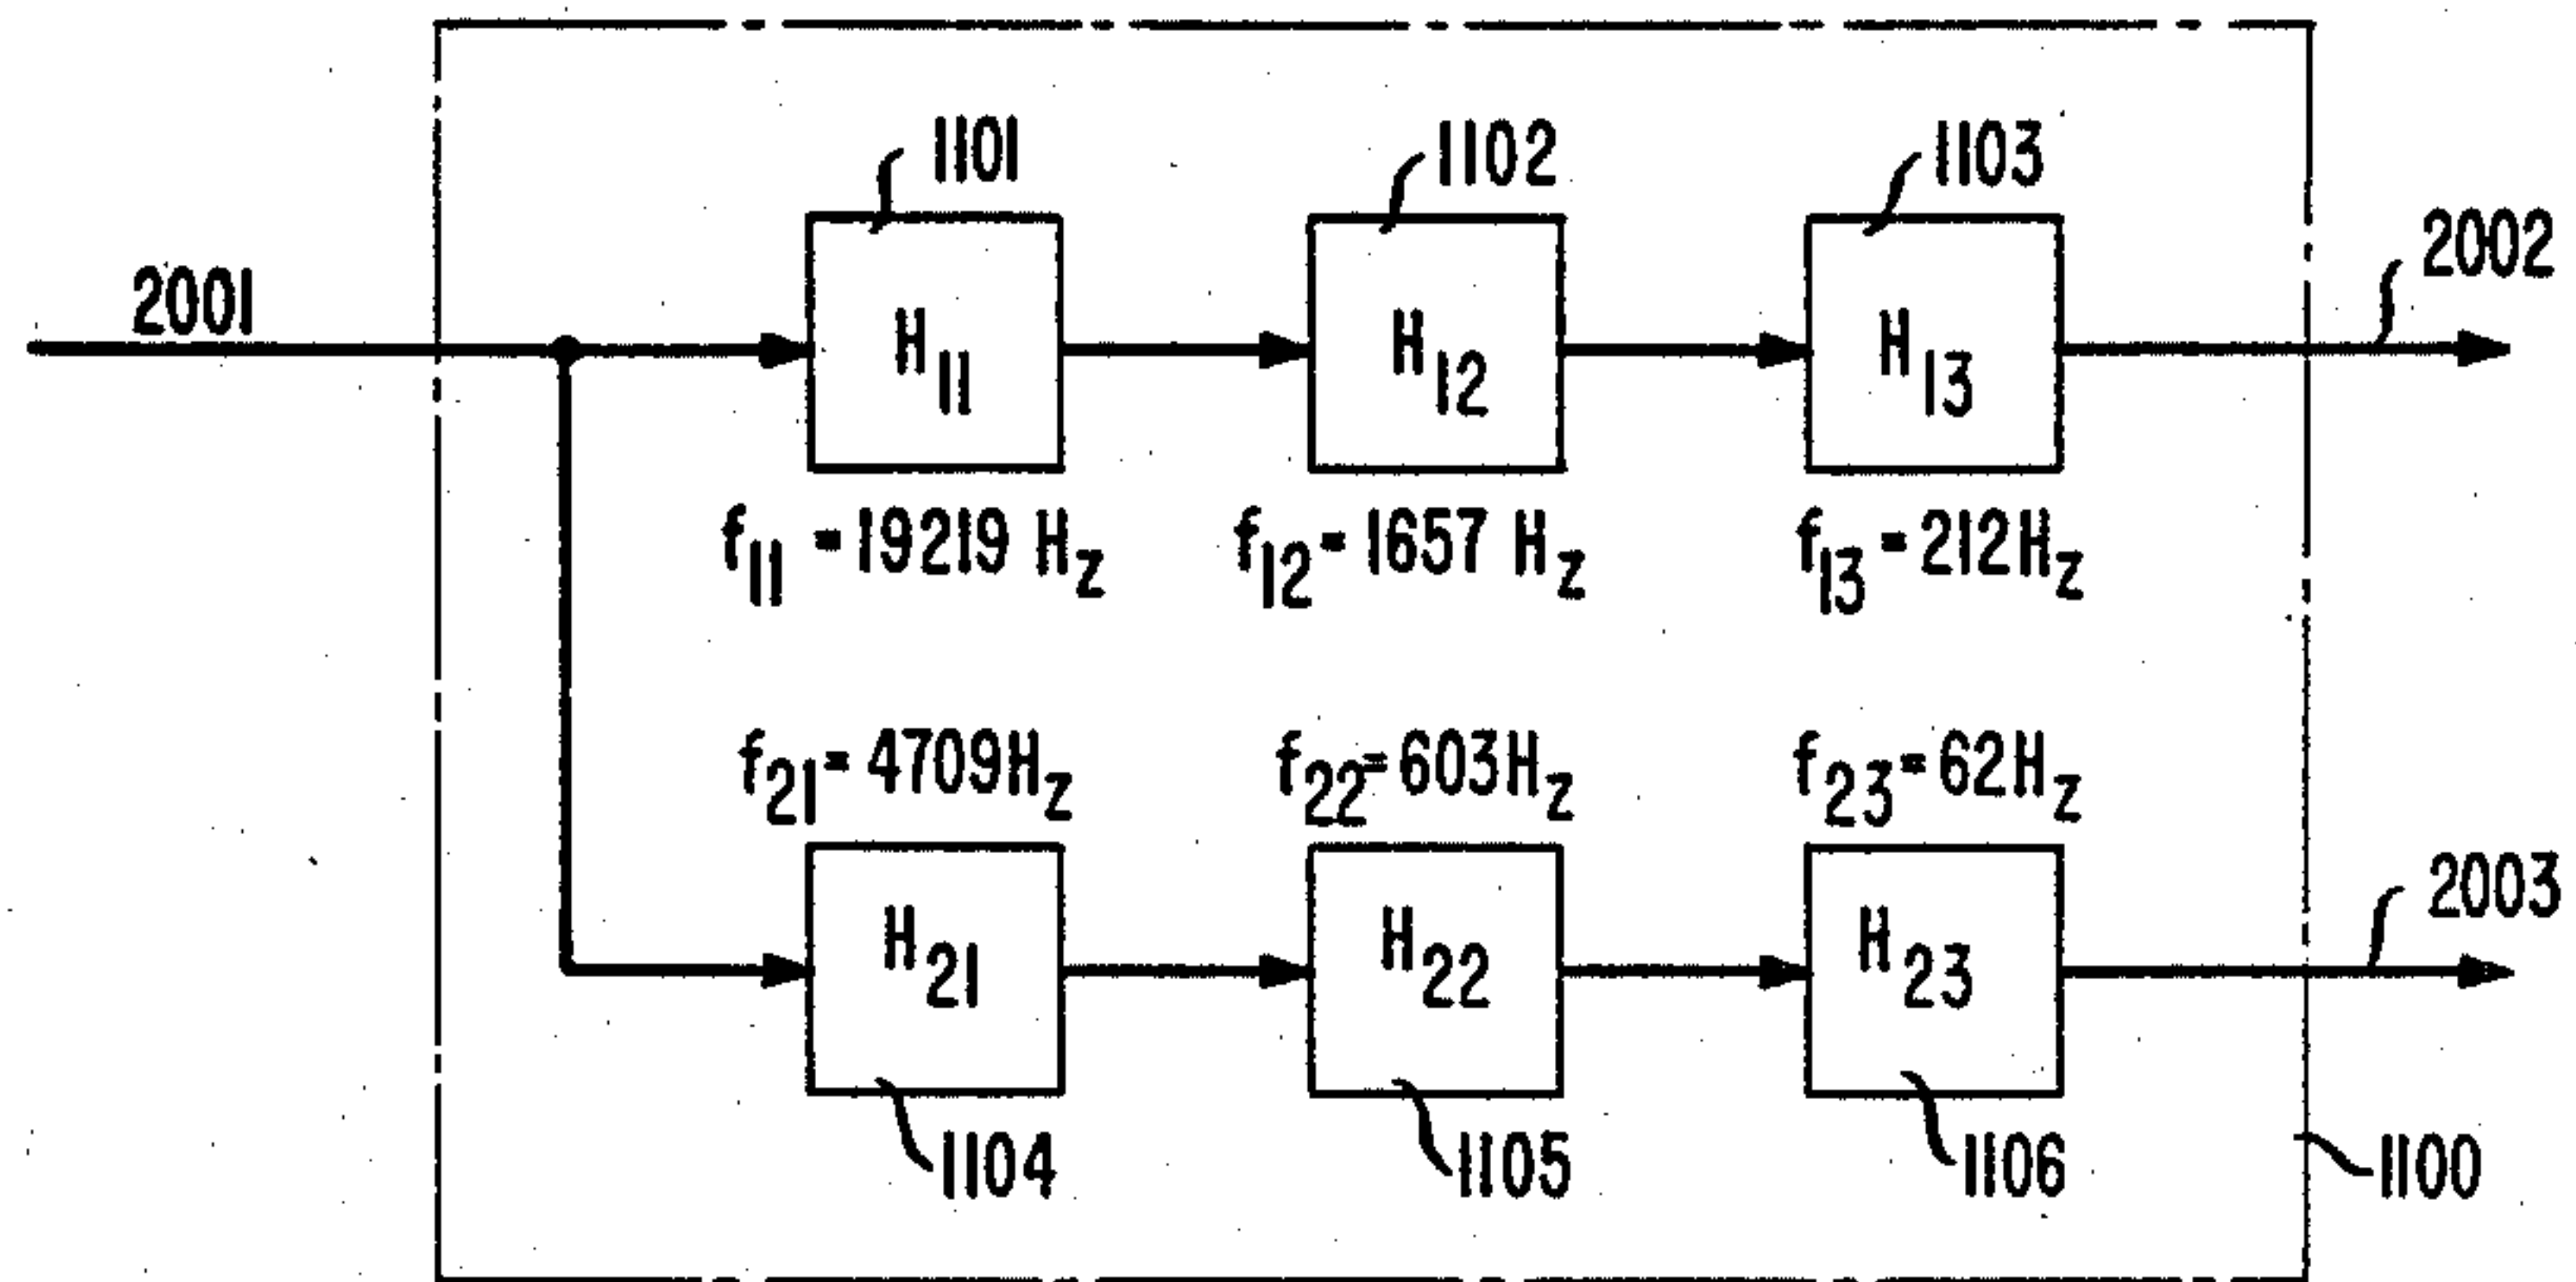 1101 1102 1103
2001 2002
H11 H12 H13
f11 = 19219 Hz f12 = 1657 Hz f13 = 212Hz
f21 = 4709Hz f22 = 603Hz f23 = 62Hz
2003
H21 H22 H23
1104 1105 1106 1100